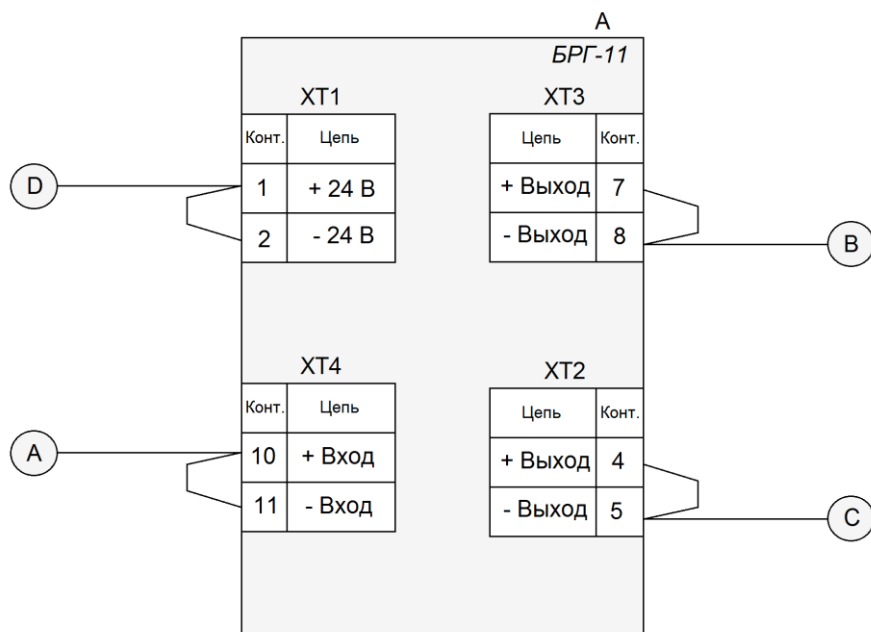 A
БРГ-11
XT1
Конт. Цепь
1 + 24 В
2 - 24 В
XT3
Цепь Конт.
+ Выход 7
- Выход 8
D
B
XT4
Конт. Цепь
10 + Вход
11 - Вход
XT2
Цепь Конт.
+ Выход 4
- Выход 5
A
C